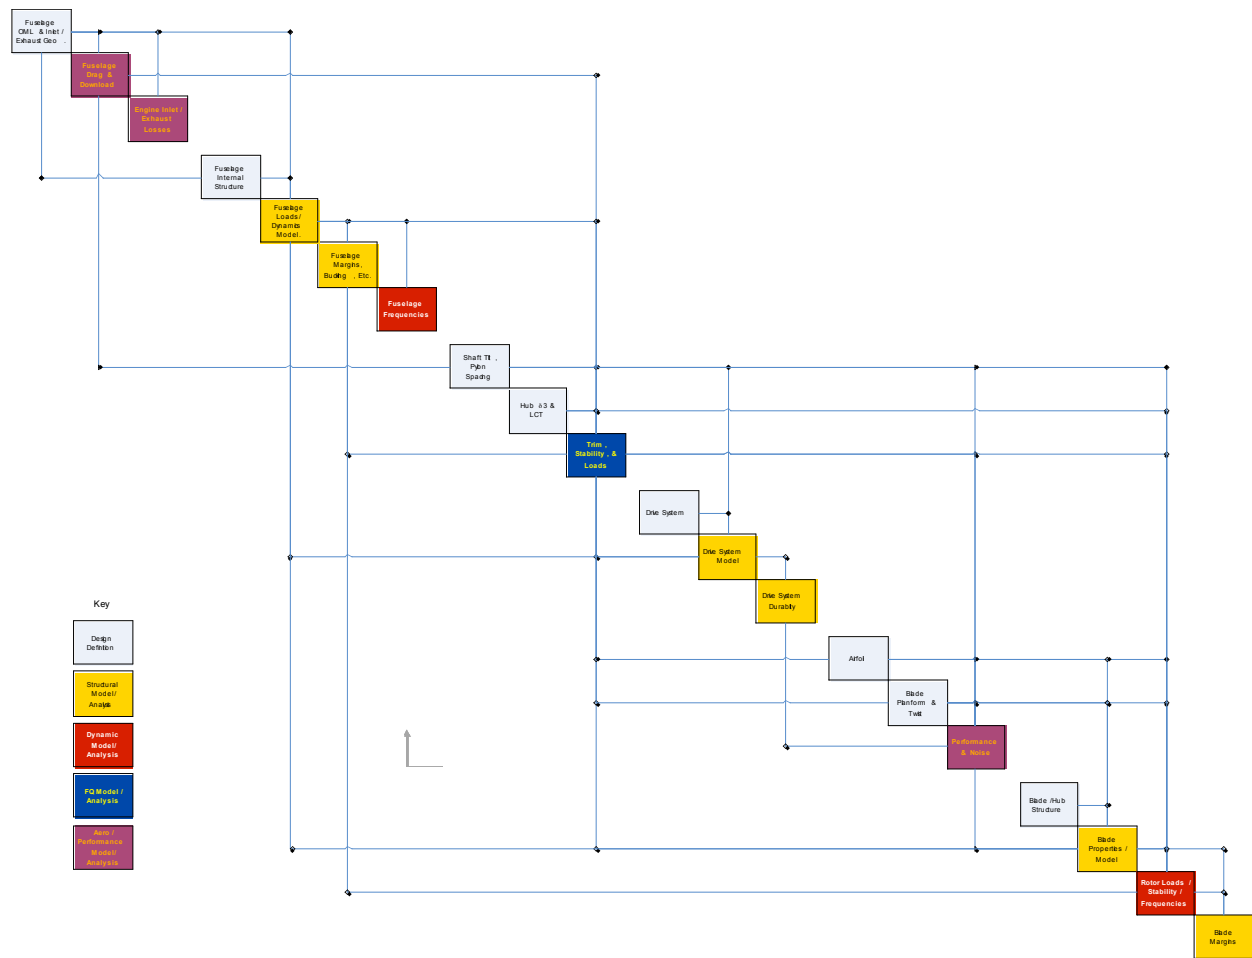 Fuselage
OML & Inlet /
Exhaust Geo .
Fuselage
Drag &
Download
Engine Inlet /
Exhaust
Losses
Fuselage
Internal
Structure
Fuselage
Loads /
Dynamics
Model.
Fuselage
Margins,
Buckling , Etc.
Fuselage
Frequencies
Shaft Tilt ,
Pylon
Spacing
Hub δ3 &
LCT
Trim ,
Stability , &
Loads
Drive System
Drive System
Model
Drive System
Durability
Airfoil
Blade
Planform &
Twist
Performance
& Noise
Blade /Hub
Structure
Blade
Properties /
Model
Rotor Loads /
Stability /
Frequencies
Blade
Margins
Key
Design
Definition
Structural
Model/
Analysis
Dynamic
Model/
Analysis
FQ Model /
Analysis
Aero /
Performance
Model/
Analysis